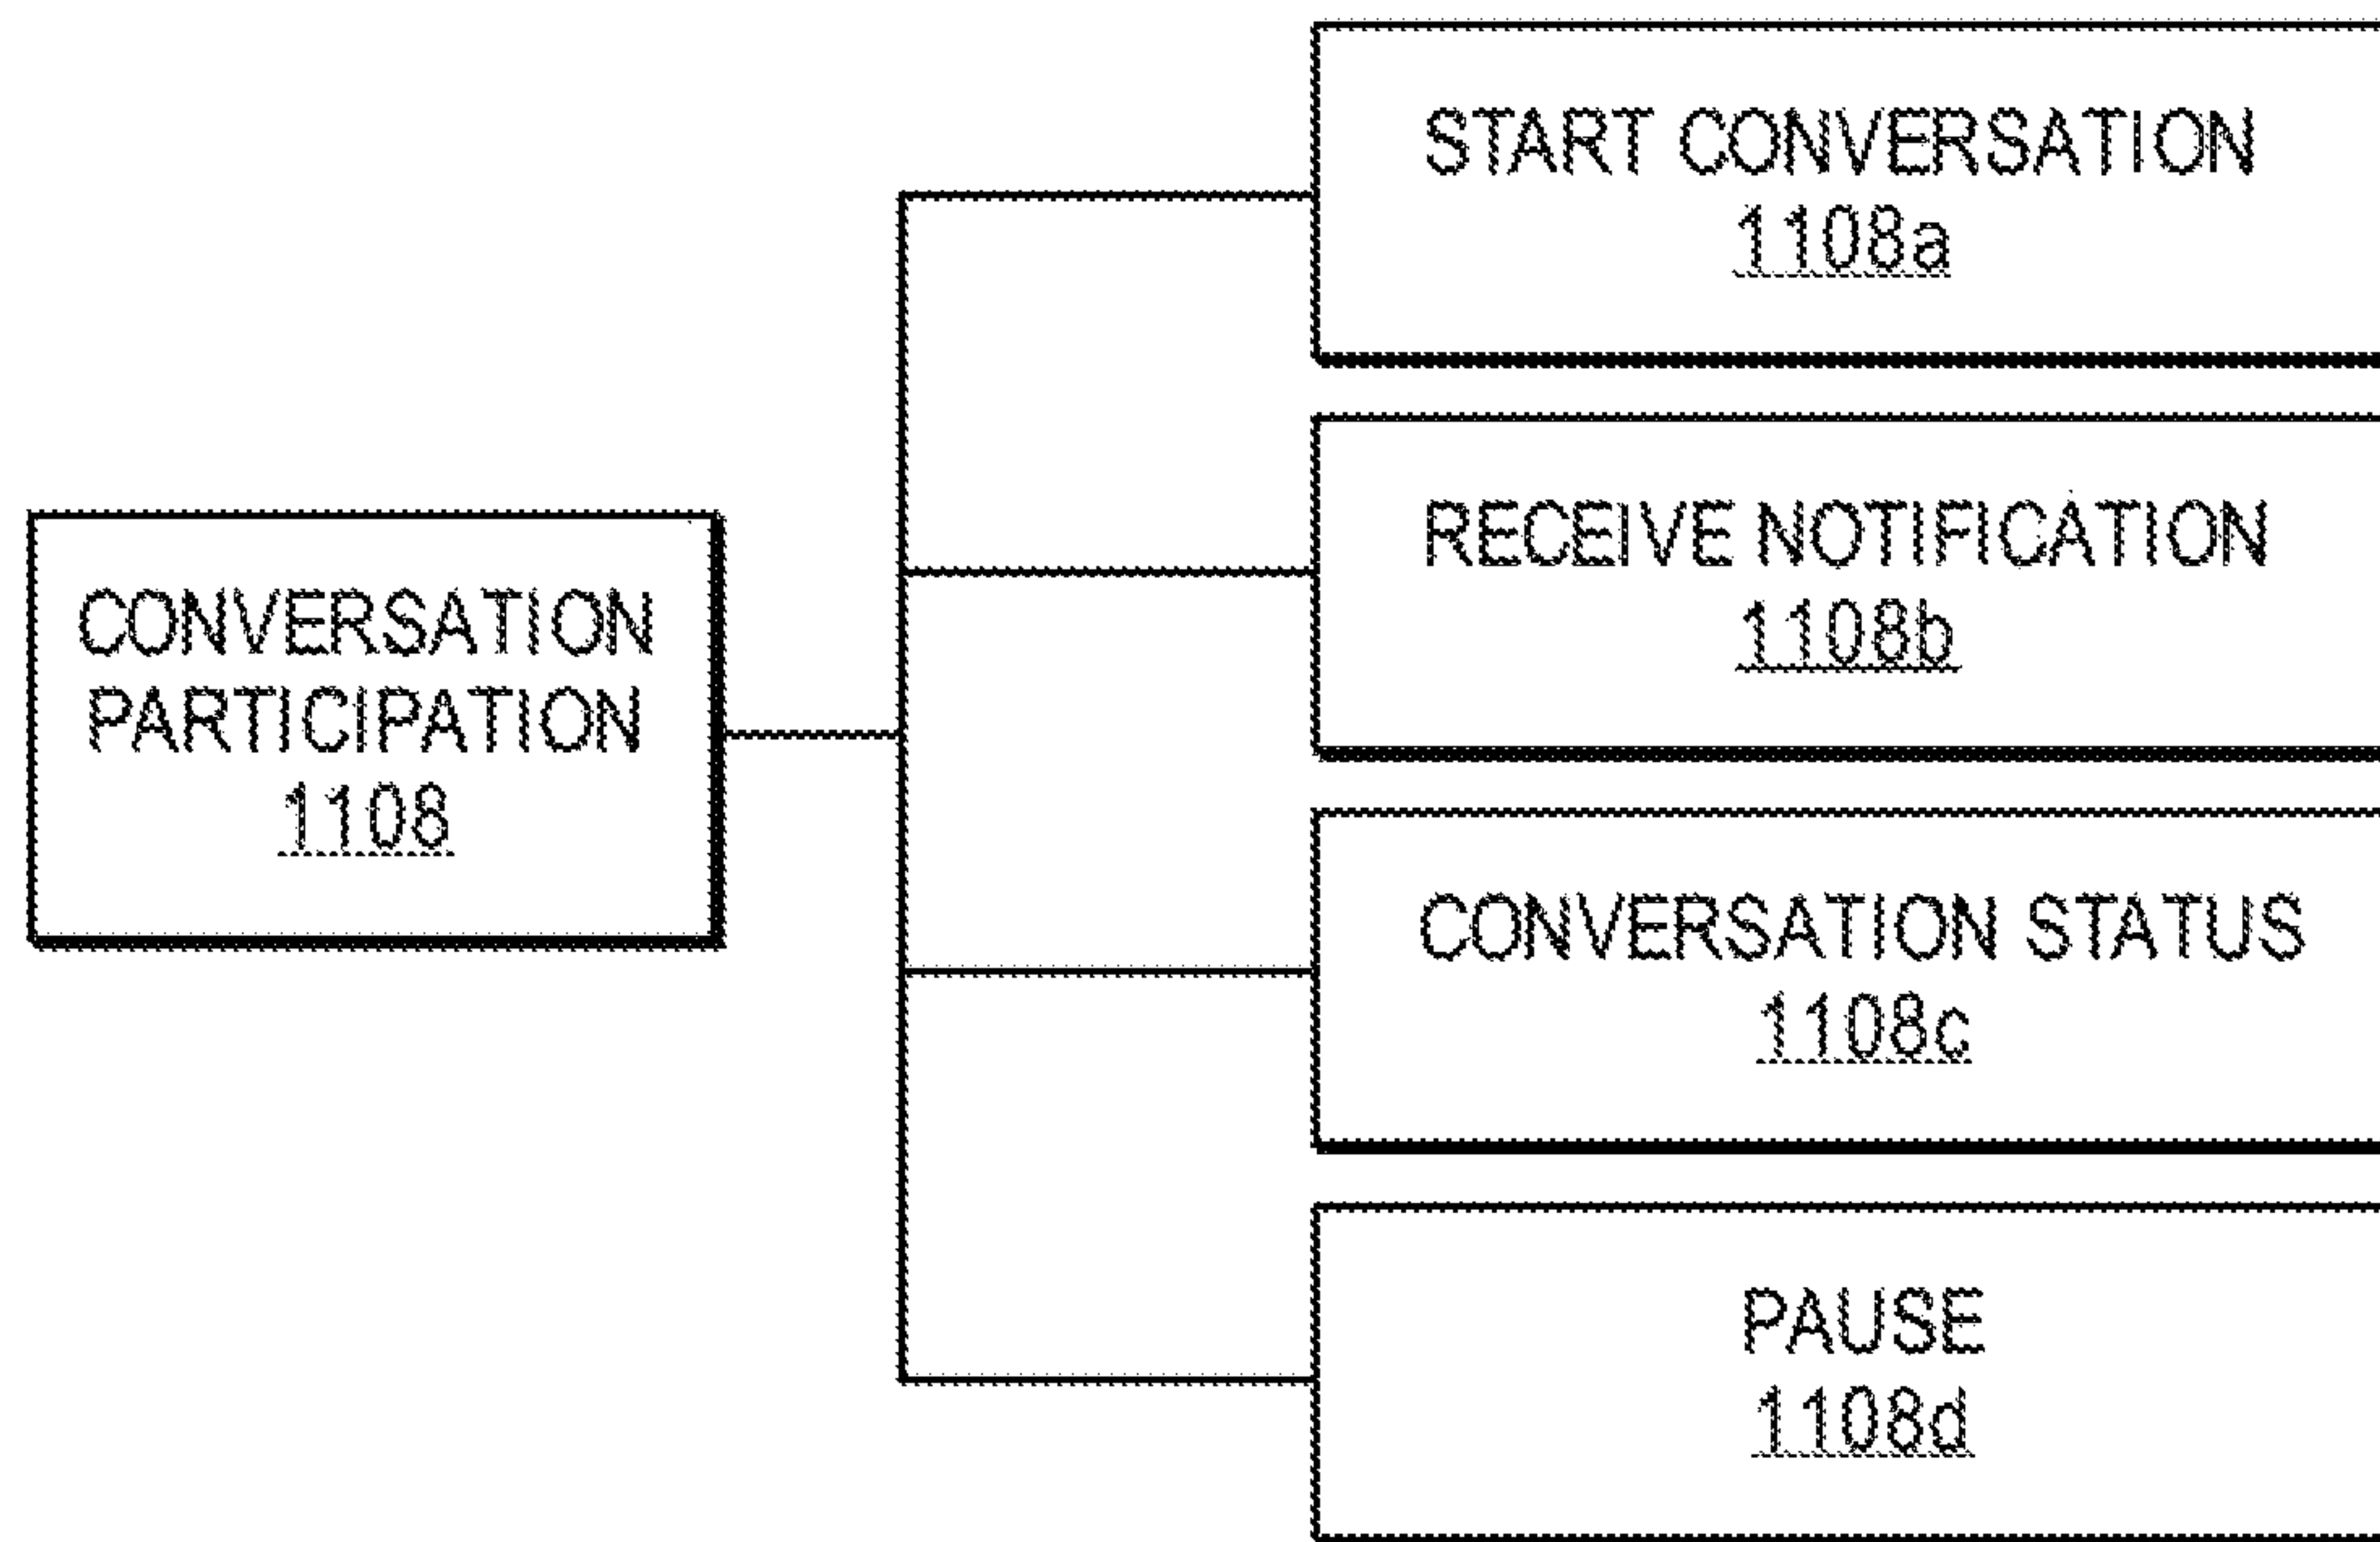 CONVERSATION
PARTICIPATION
1108
START CONVERSATION
1108a
RECEIVE NOTIFICATION
1108b
CONVERSATION STATUS
1108c
PAUSE
1108d